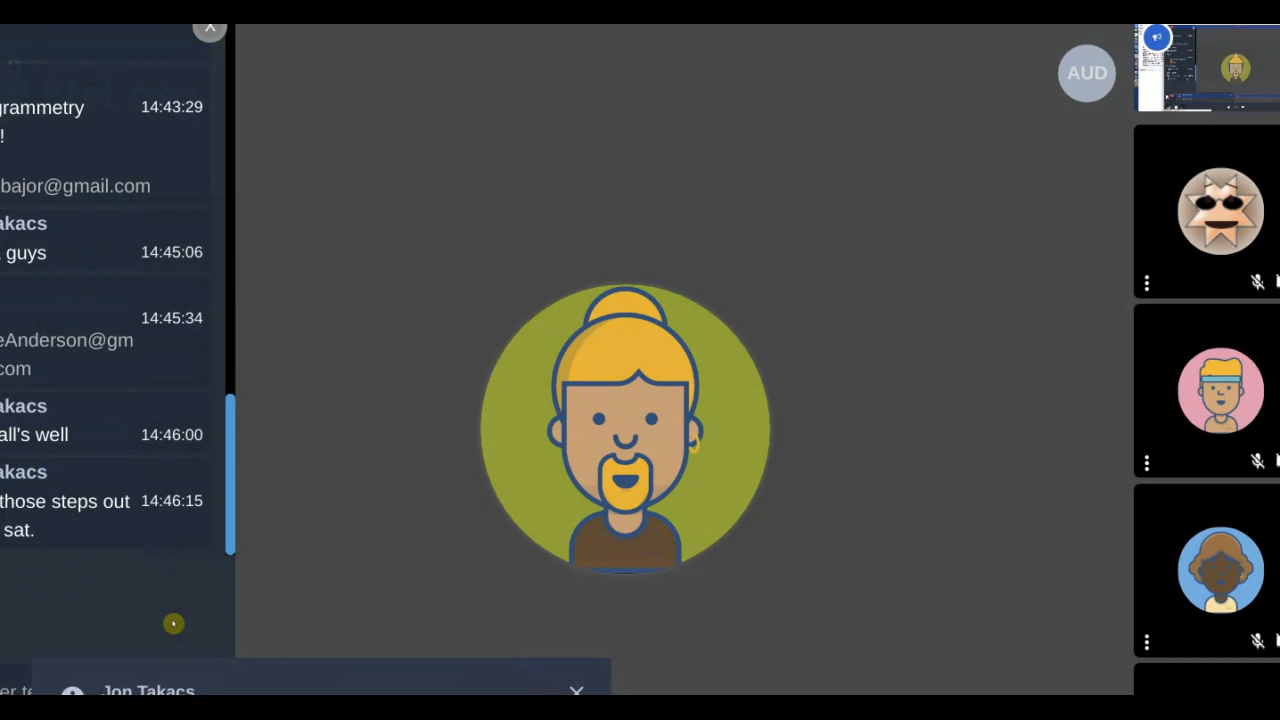 grammetry 14:43:29
!
bajor@gmail.com
akacs
guys 14:45:06
14:45:34
eAnderson@gm
com
akacs
all's well 14:46:00
akacs
those steps out 14:46:15
sat.
AUD
Jon Takacs